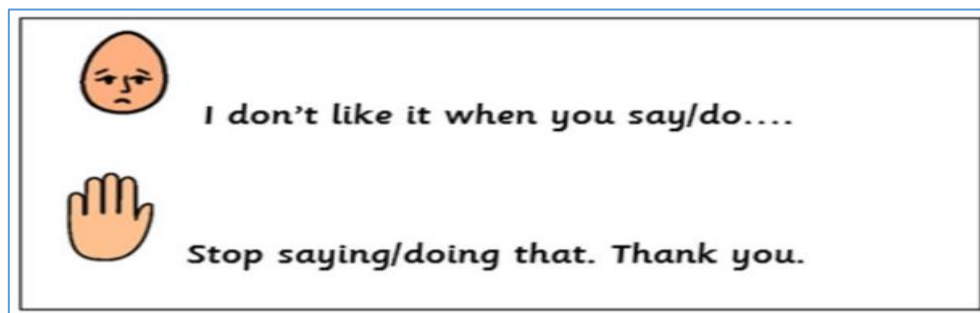 I don't like it when you say/do....
Stop saying/doing that. Thank you.